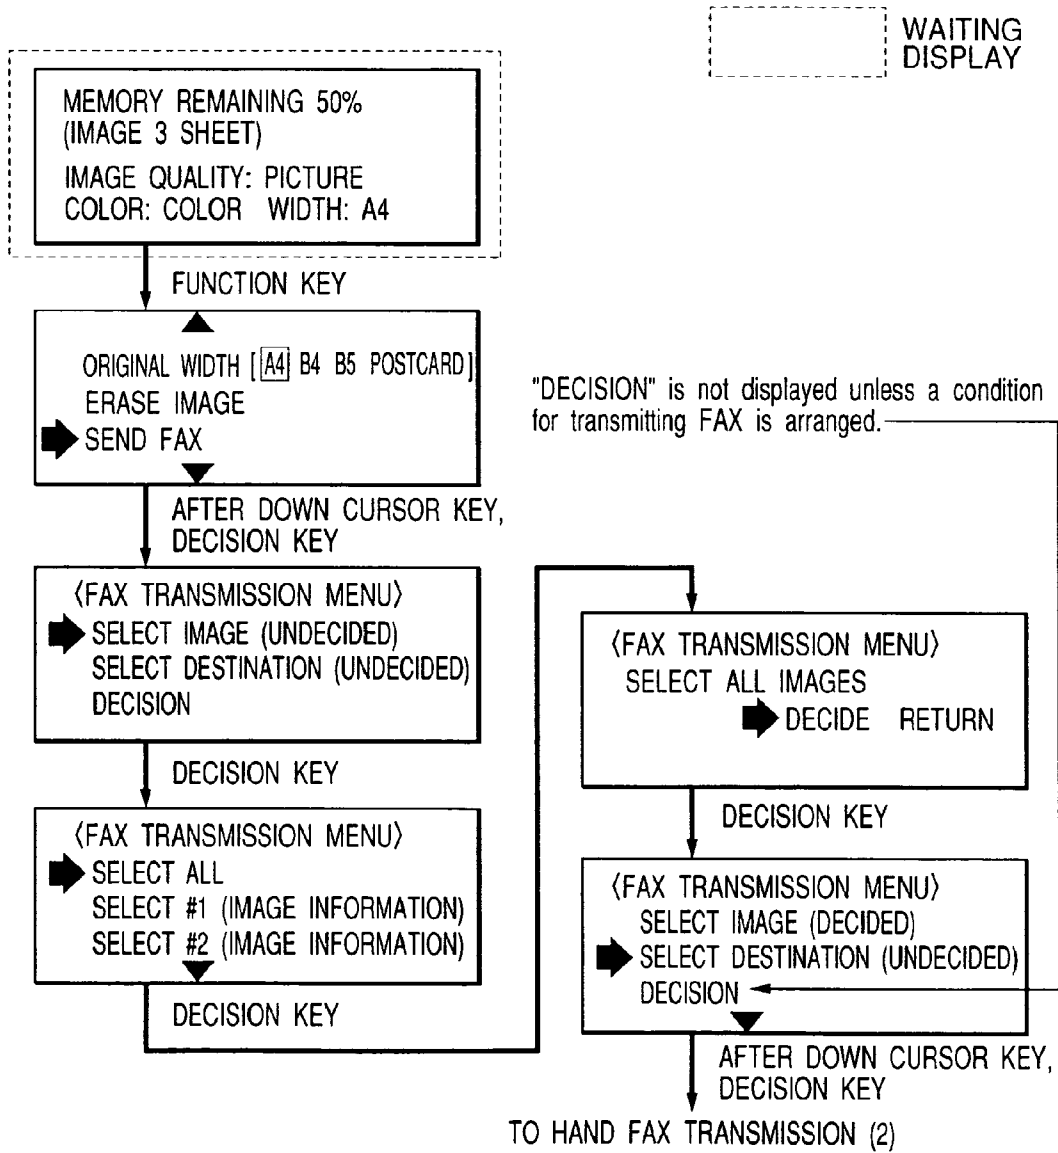 WAITING
DISPLAY
MEMORY REMAINING 50%
(IMAGE 3 SHEET)
IMAGE QUALITY: PICTURE
COLOR: COLOR WIDTH: A4
FUNCTION KEY
ORIGINAL WIDTH [A4 B4 B5 POSTCARD]
ERASE IMAGE
SEND FAX
AFTER DOWN CURSOR KEY,
DECISION KEY
〈FAX TRANSMISSION MENU〉
SELECT IMAGE (UNDECIDED)
SELECT DESTINATION (UNDECIDED)
DECISION
DECISION KEY
〈FAX TRANSMISSION MENU〉
SELECT ALL
SELECT #1 (IMAGE INFORMATION)
SELECT #2 (IMAGE INFORMATION)
DECISION KEY
"DECISION" is not displayed unless a condition
for transmitting FAX is arranged.
〈FAX TRANSMISSION MENU〉
SELECT ALL IMAGES
DECIDE RETURN
DECISION KEY
〈FAX TRANSMISSION MENU〉
SELECT IMAGE (DECIDED)
SELECT DESTINATION (UNDECIDED)
DECISION
AFTER DOWN CURSOR KEY,
DECISION KEY
TO HAND FAX TRANSMISSION (2)